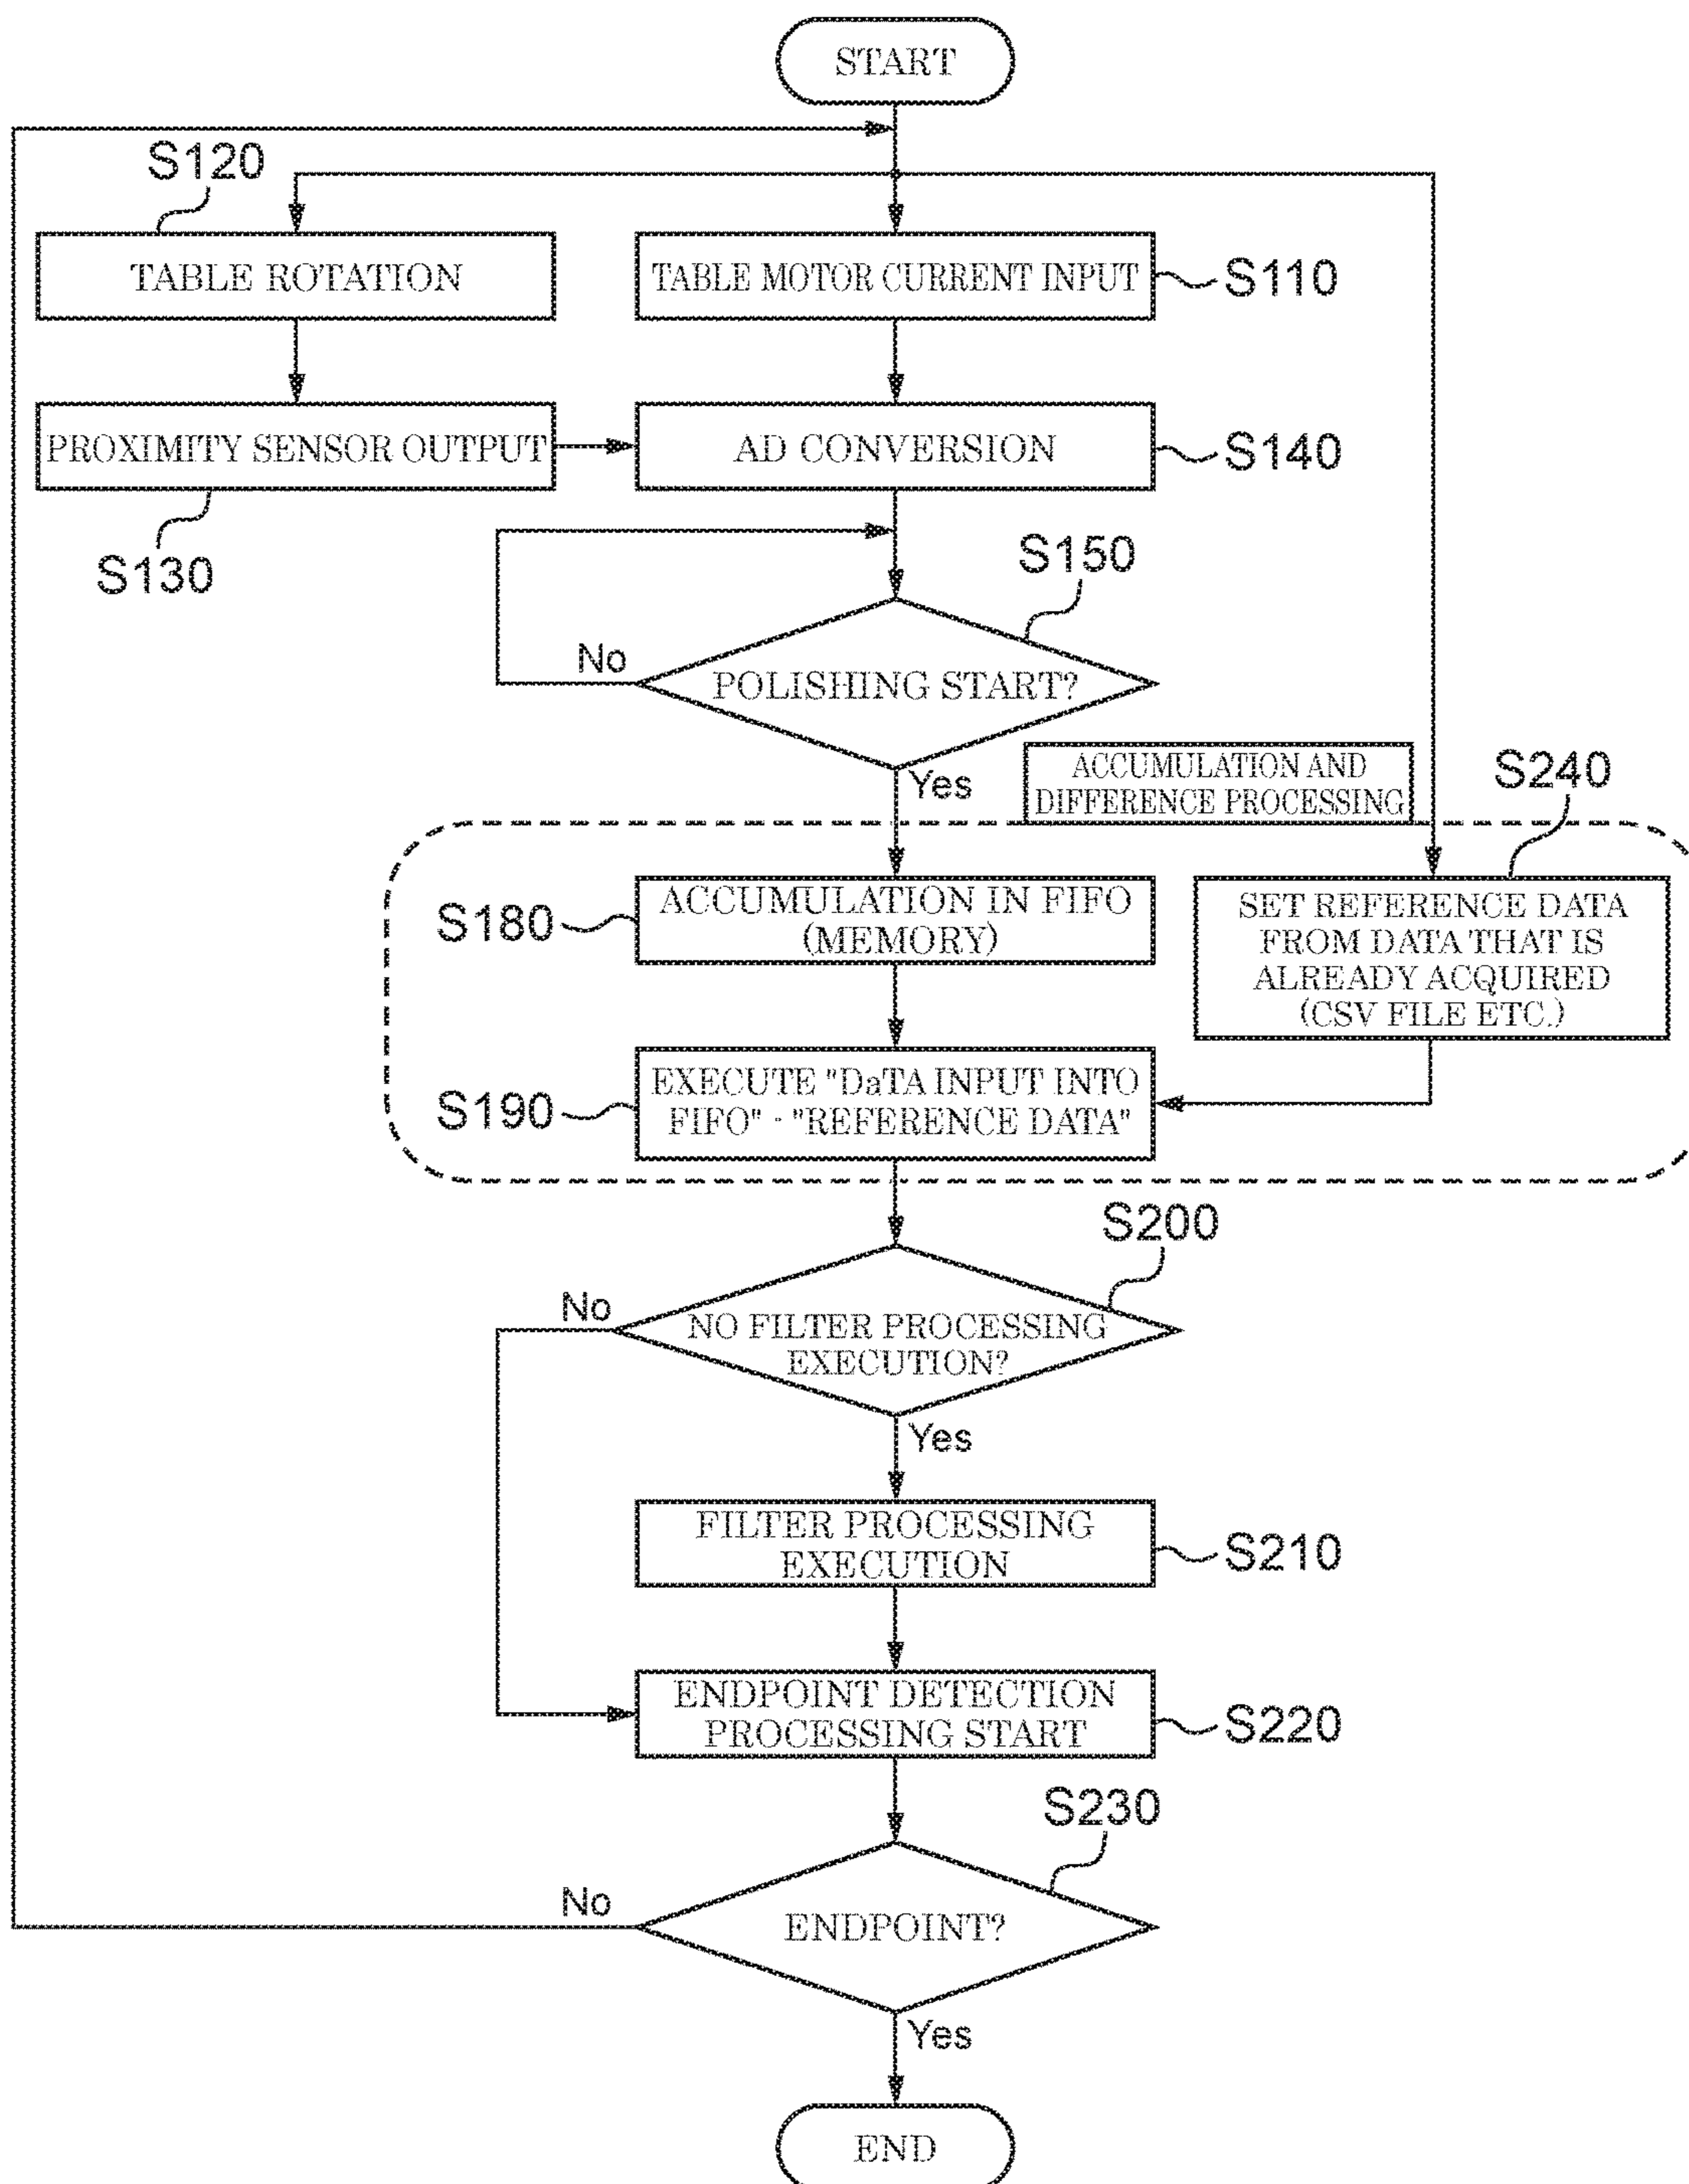 START
S120
TABLE ROTATION
TABLE MOTOR CURRENT INPUT
S110
PROXIMITY SENSOR OUTPUT
AD CONVERSION
S140
S130
S150
No
POLISHING START?
Yes
ACCUMULATION AND
DIFFERENCE PROCESSING
S240
S180
ACCUMULATION IN FIFO
(MEMORY)
SET REFERENCE DATA
FROM DATA THAT IS
ALREADY ACQUIRED
(CSV FILE ETC.)
S190
EXECUTE "DaTA INPUT INTO
FIFO" - "REFERENCE DATA"
S200
No
NO FILTER PROCESSING
EXECUTION?
Yes
FILTER PROCESSING
EXECUTION
S210
ENDPOINT DETECTION
PROCESSING START
S220
S230
No
ENDPOINT?
Yes
END